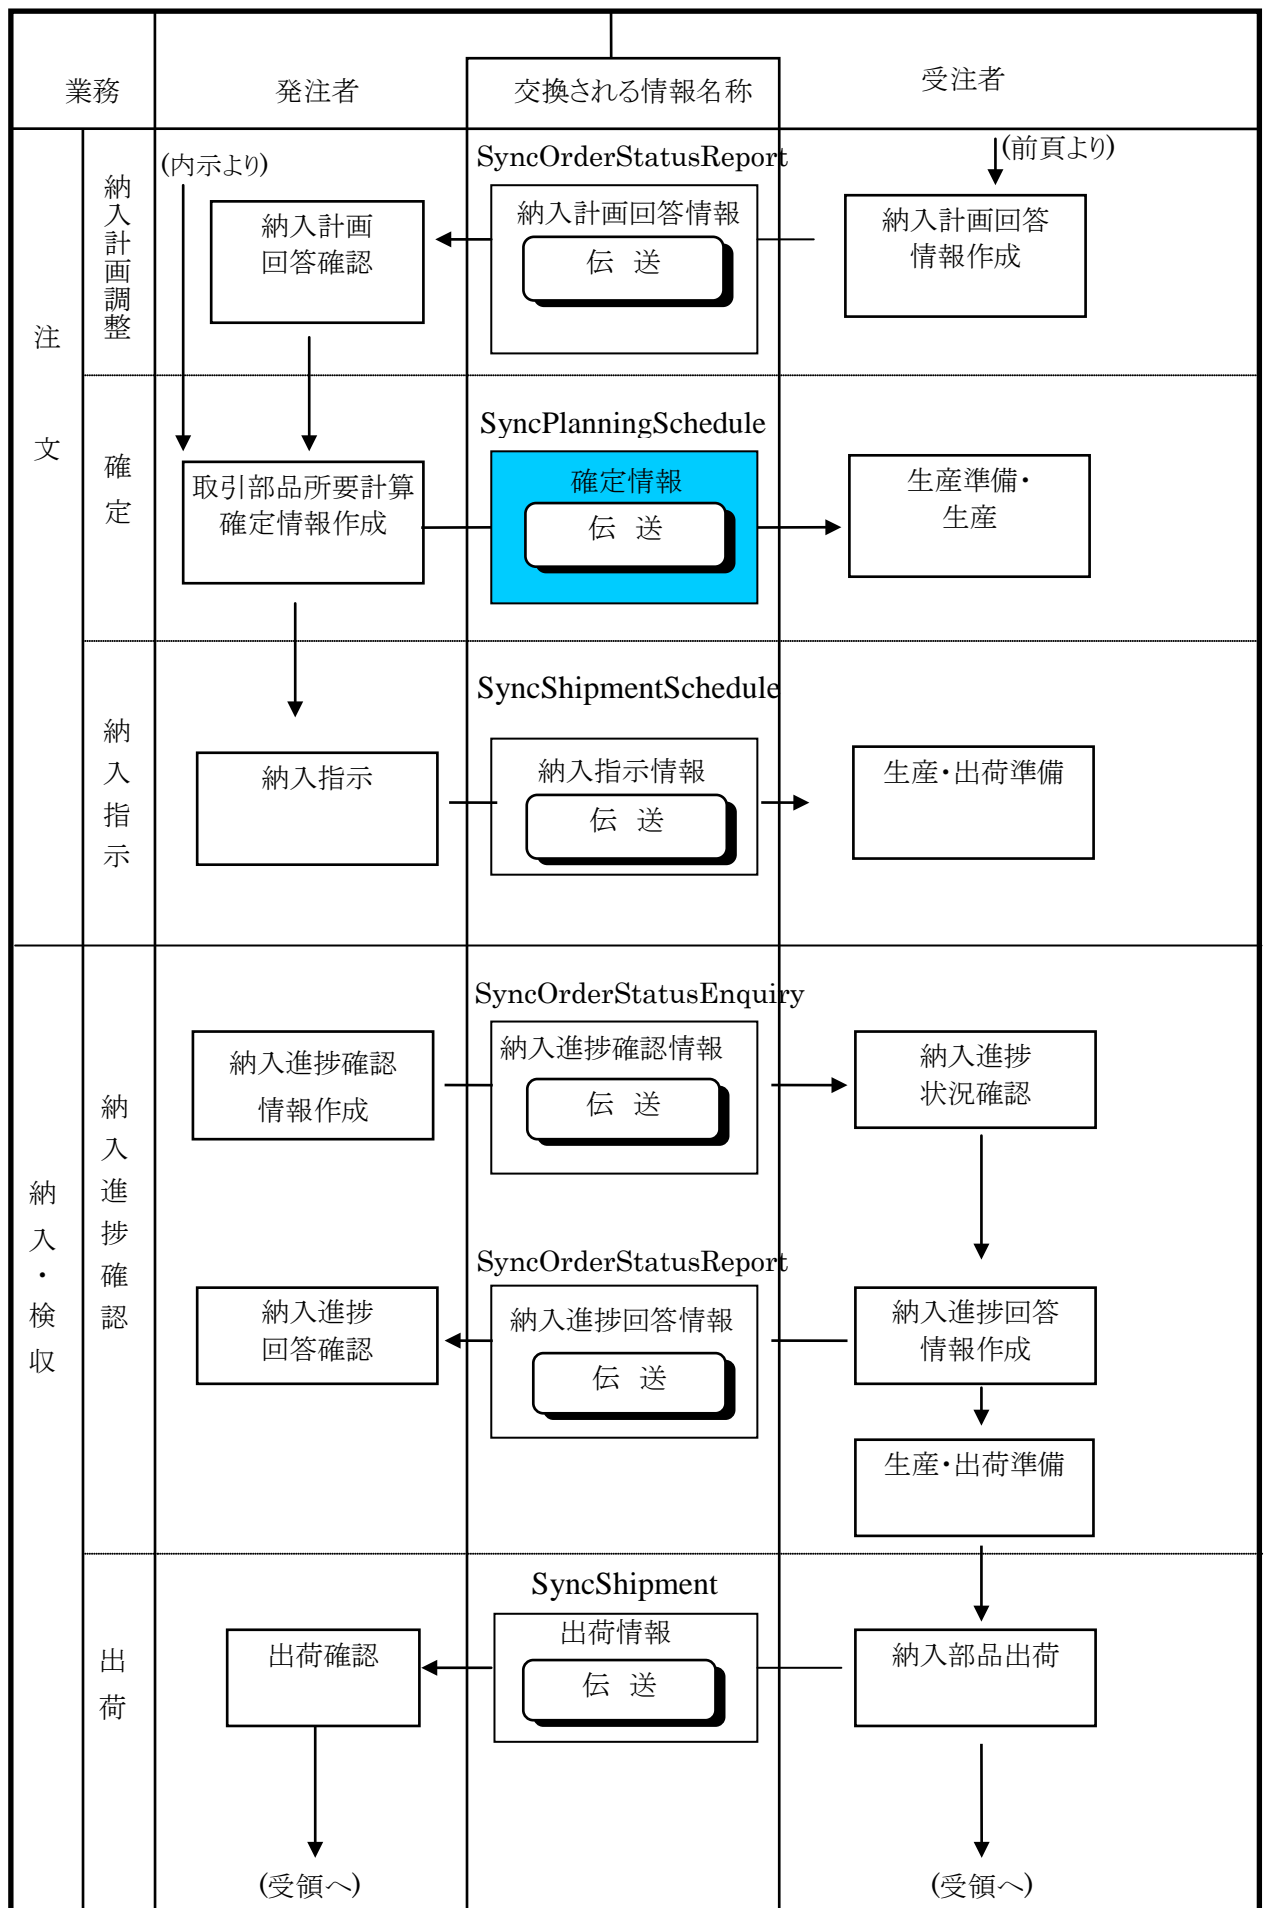 業務
発注者
交換される情報名称
受注者
注文
納入計画調整
(内示より)
SyncOrderStatusReport
(前頁より)
納入計画
回答確認
納入計画回答情報
伝 送
納入計画回答
情報作成
確定
SyncPlanningSchedule
取引部品所要計算
確定情報作成
確定情報
伝 送
生産準備・
生産
納入指示
SyncShipmentSchedule
納入指示
納入指示情報
伝 送
生産・出荷準備
納入・検収
納入進捗確認
SyncOrderStatusEnquiry
納入進捗確認
情報作成
納入進捗確認情報
伝 送
納入進捗
状況確認
SyncOrderStatusReport
納入進捗
回答確認
納入進捗回答情報
伝 送
納入進捗回答
情報作成
生産・出荷準備
出荷
SyncShipment
出荷確認
出荷情報
伝 送
納入部品出荷
(受領へ)
(受領へ)